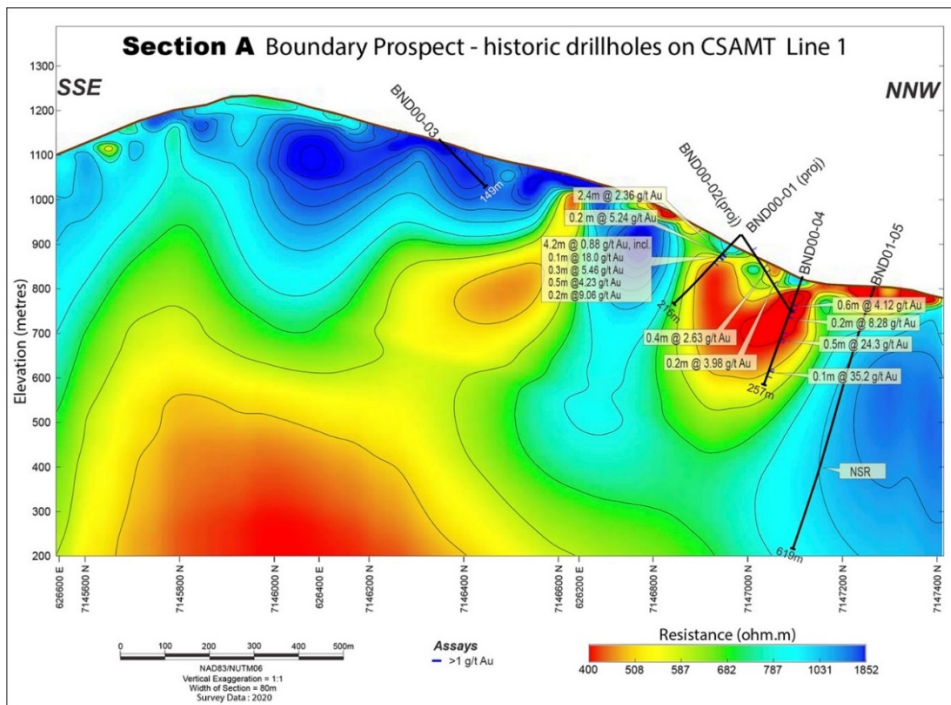 Section A Boundary Prospect - historic drillholes on CSAMT Line 1
SSE
NNW
Elevation (metres)
1300
1200
1100
1000
900
800
700
600
500
400
300
200
BND00-03
149m
BND00-02(proj)
BND00-01 (proj)
BND00-04
BND01-05
2.4m @ 2.36 g/t Au
0.2 m @ 5.24 g/t Au
4.2m @ 0.88 g/t Au, incl.
0.1m @ 18.0 g/t Au
0.3m @ 5.46 g/t Au
0.5m @4.23 g/t Au
0.2m @9.06 g/t Au
0.4m @ 2.63 g/t Au
0.2m @ 3.98 g/t Au
0.6m @ 4.12 g/t Au
0.2m @ 8.28 g/t Au
0.5m @ 24.3 g/t Au
0.1m @ 35.2 g/t Au
257m
NSR
619m
626600 E
7145600 N
7145800 N
7146000 N
626400 E
7146200 N
7146400 N
7146600 N
626200 E
7146800 N
7147000 N
7147200 N
7147400 N
0 100 200 300 400 500m
NAD83/NUTM06
Vertical Exaggeration = 1:1
Width of Section = 80m
Survey Data : 2020
Assays
>1 g/t Au
Resistance (ohm.m)
400 508 587 682 787 1031 1852